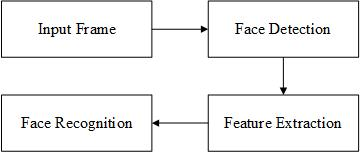 Input Frame
Face Detection
Feature Extraction
Face Recognition